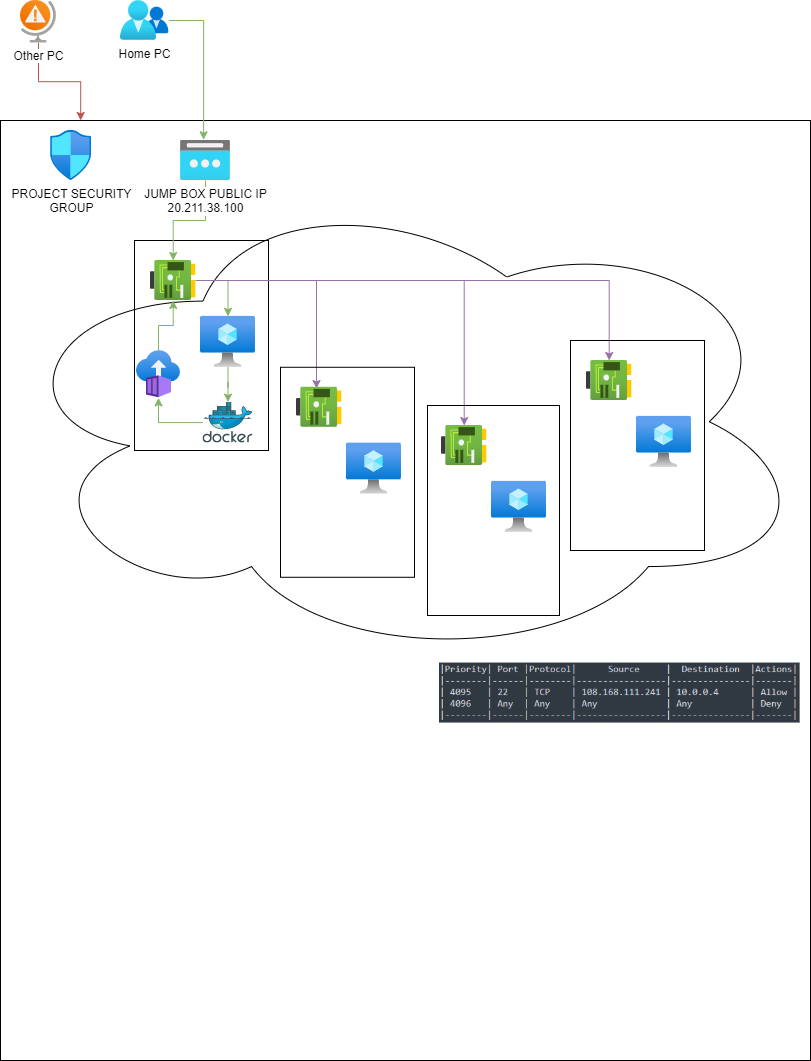 Other PC
Home PC
PROJECT SECURITY
GROUP
JUMP BOX PUBLIC IP
20.211.38.100
docker
|Priority| Port |Protocol| Source | Destination |Actions|
|--------|------|--------|-----------------|--------------|-------|
| 4095 | 22 | TCP | 108.168.111.241 | 10.0.0.4 | Allow |
| 4096 | Any | Any | Any | Any | Deny |
|--------|------|--------|-----------------|--------------|-------|